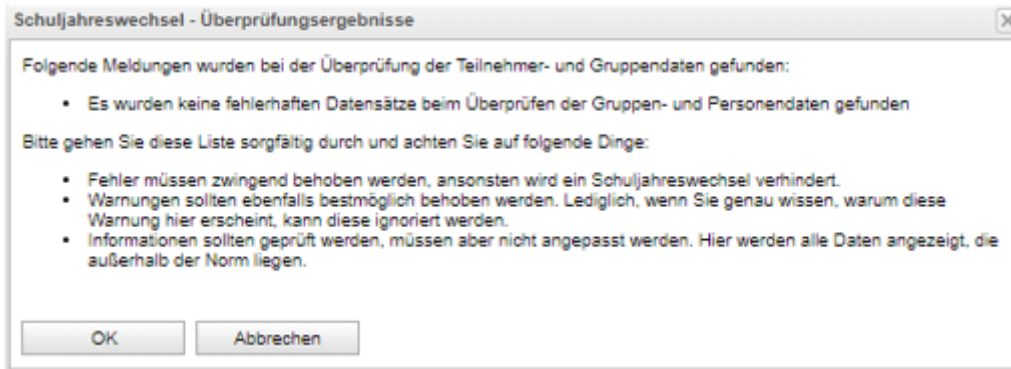 Schuljahreswechsel - Überprüfungsergebnisse
Folgende Meldungen wurden bei der Überprüfung der Teilnehmer- und Gruppendaten gefunden:
• Es wurden keine fehlerhaften Datensätze beim Überprüfen der Gruppen- und Personendaten gefunden
Bitte gehen Sie diese Liste sorgfältig durch und achten Sie auf folgende Dinge:
• Fehler müssen zwingend behoben werden, ansonsten wird ein Schuljahreswechsel verhindert.
• Warnungen sollten ebenfalls bestmöglich behoben werden. Lediglich, wenn Sie genau wissen, warum diese
Warnung hier erscheint, kann diese ignoriert werden.
• Informationen sollten geprüft werden, müssen aber nicht angepasst werden. Hier werden alle Daten angezeigt, die
außerhalb der Norm liegen.
OK
Abbrechen